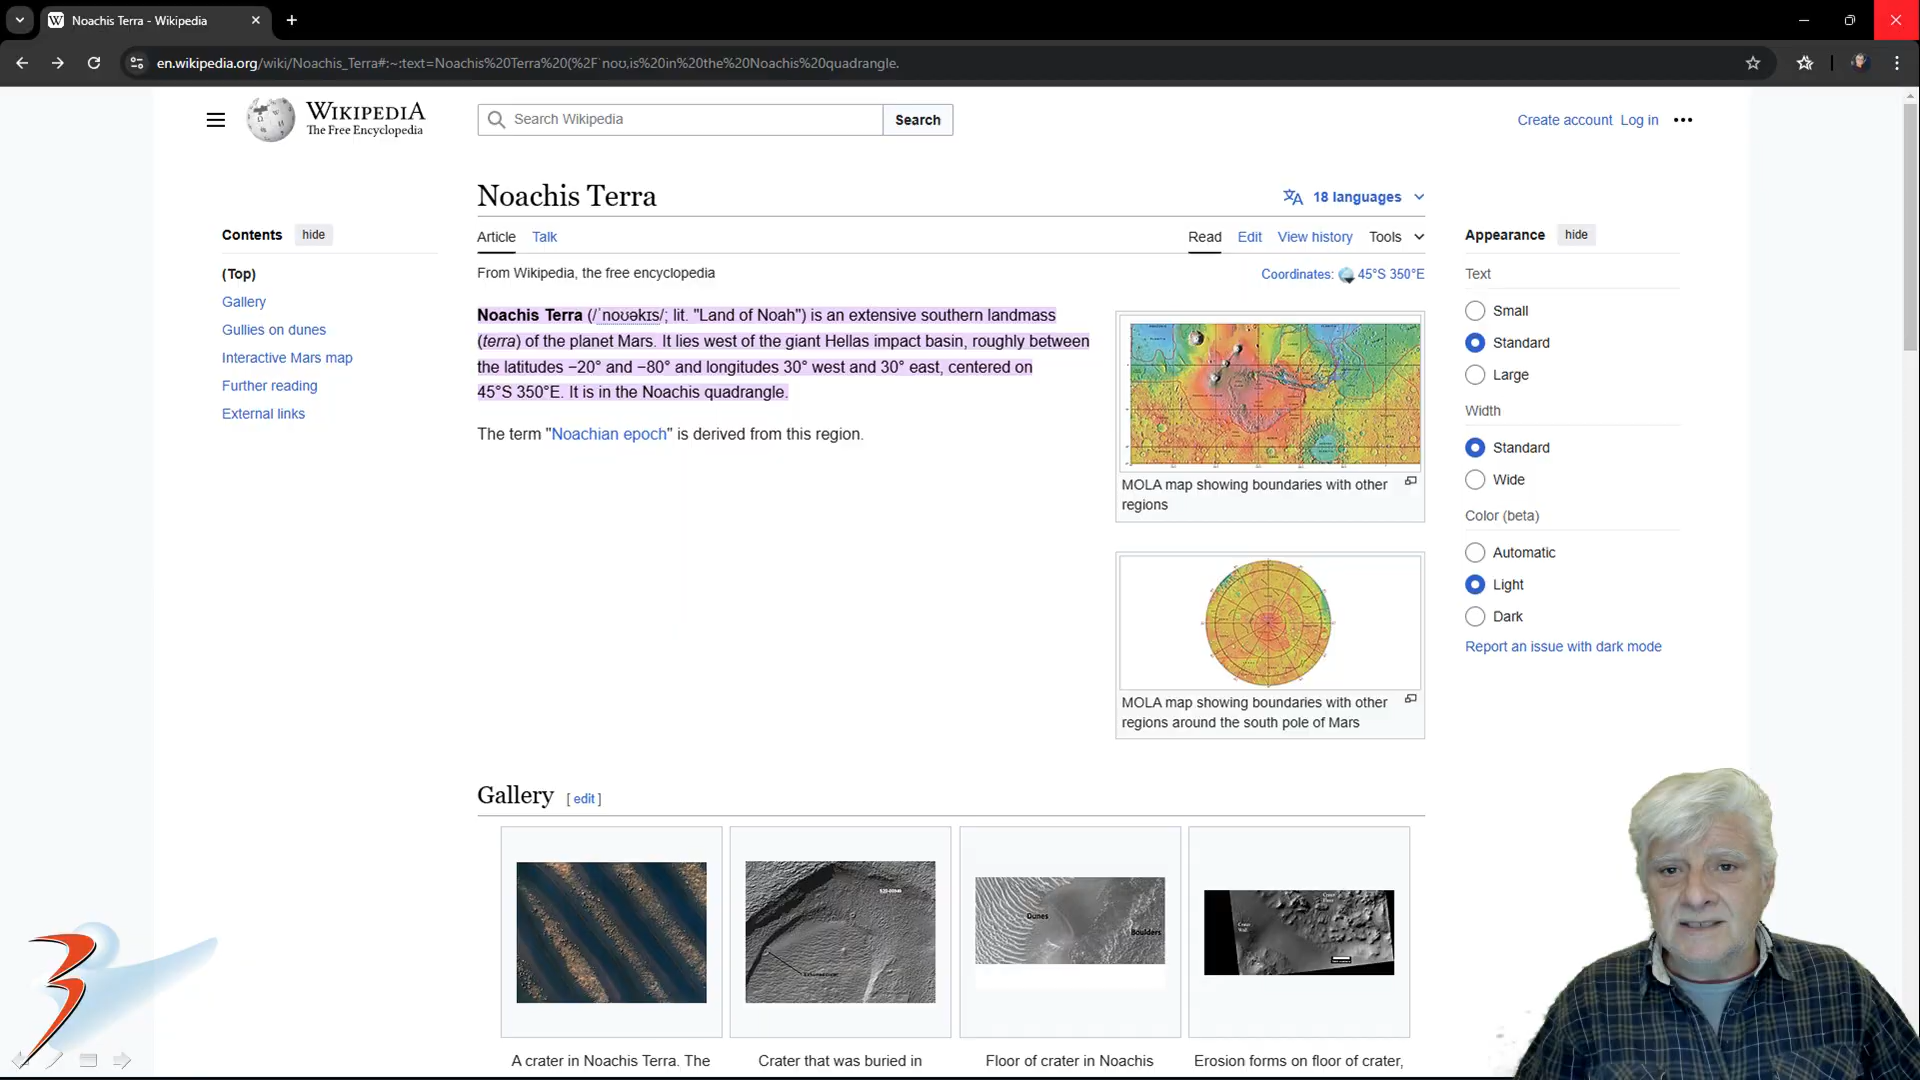 Noachis Terra - Wikipedia
en.wikipedia.org/wiki/Noachis_Terra#:~:text=Noachis%20Terra%20(%2Fˈnoʊ,is%20in%20the%20Noachis%20quadrangle.
WIKIPEDIA
The Free Encyclopedia
Search Wikipedia
Search
Create account Log in
Noachis Terra
18 languages
Contents hide
Article Talk
Read Edit View history Tools
Appearance hide
(Top)
From Wikipedia, the free encyclopedia
Coordinates: 45°S 350°E
Text
Gallery
Gullies on dunes
Interactive Mars map
Further reading
External links
Noachis Terra (/ˈnoʊəkɪs/; lit. "Land of Noah") is an extensive southern landmass
(terra) of the planet Mars. It lies west of the giant Hellas impact basin, roughly between
the latitudes −20° and −80° and longitudes 30° west and 30° east, centered on
45°S 350°E. It is in the Noachis quadrangle.
The term "Noachian epoch" is derived from this region.
MOLA map showing boundaries with other
regions
MOLA map showing boundaries with other
regions around the south pole of Mars
Small
Standard
Large
Width
Standard
Wide
Color (beta)
Automatic
Light
Dark
Report an issue with dark mode
Gallery [ edit ]
Dunes
Boulders
A crater in Noachis Terra. The
Crater that was buried in
Floor of crater in Noachis
Erosion forms on floor of crater,